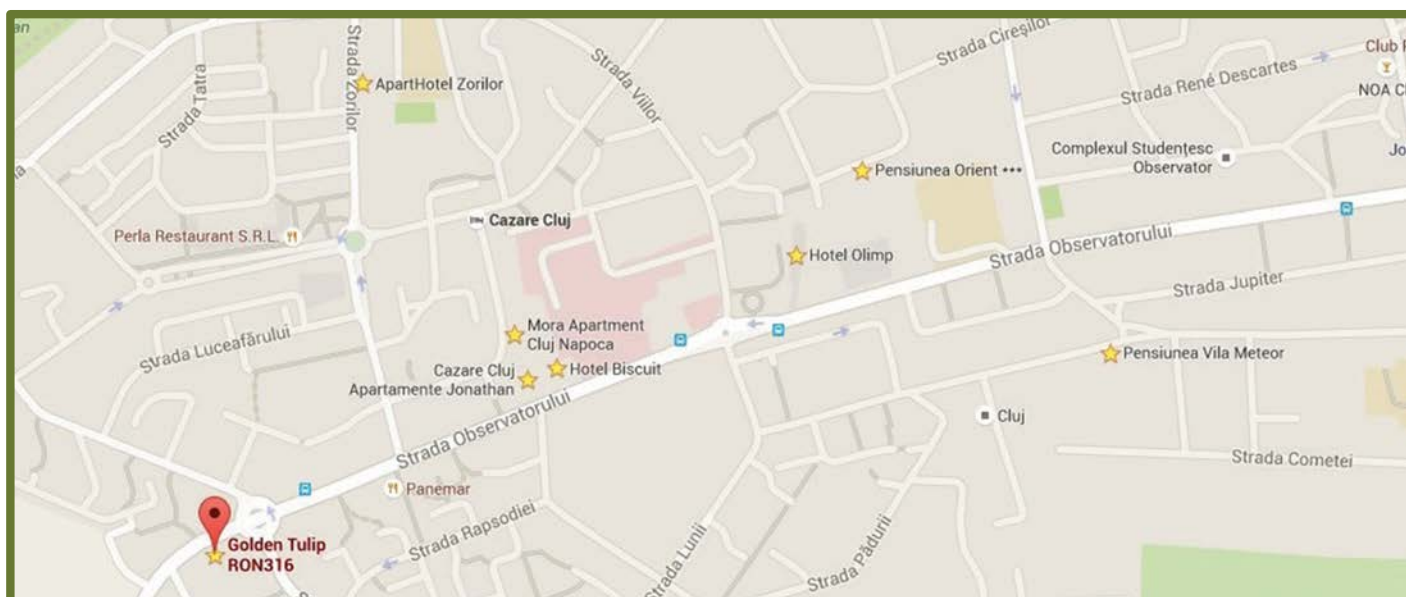 an
Strada Zorilor
Strada Tatra
ApartHotel Zorilor
Strada Viilor
Strada Cireșilor
Strada René Descartes
Club
NOA
Complexul Studențesc
Observator
Jo
Pensiunea Orient •••
Cazare Cluj
Perla Restaurant S.R.L.
Hotel Olimp
Strada Observatorului
Strada Jupiter
Strada Luceafărului
Mora Apartment
Cluj Napoca
Cazare Cluj
Apartamente Jonathan
Hotel Biscuit
Pensiunea Vila Meteor
Strada Observatorului
Cluj
Strada Cometei
Panemar
Golden Tulip
RON316
Strada Rapsodiei
Strada Lunii
Strada Pădurii